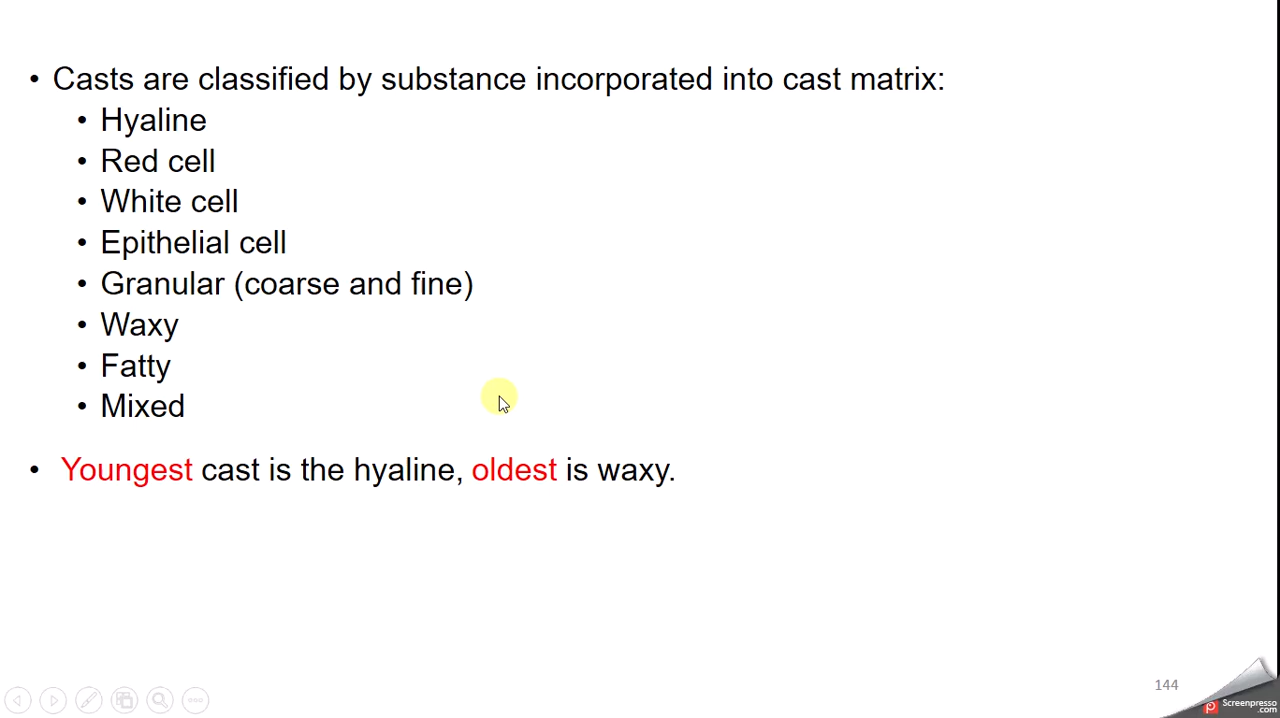 • Casts are classified by substance incorporated into cast matrix:
• Hyaline
• Red cell
• White cell
• Epithelial cell
• Granular (coarse and fine)
• Waxy
• Fatty
• Mixed
• Youngest cast is the hyaline, oldest is waxy.
144
Screenpresso
.com